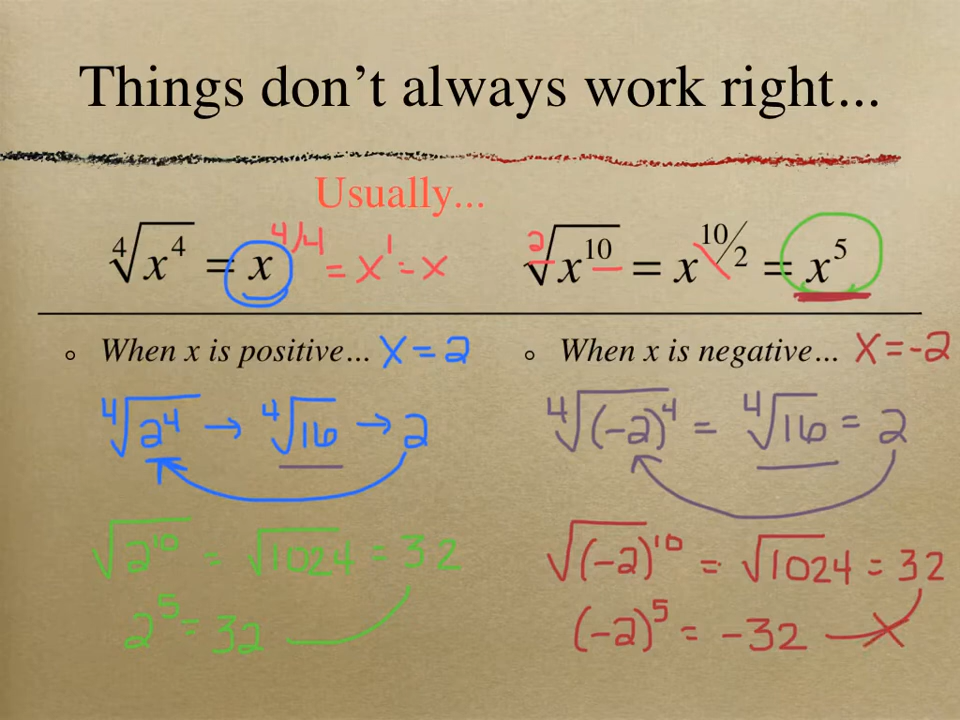 Things don't always work right...
Usually...
⁴√x⁴ = x 4/4 = x¹ = x
²√x¹⁰ = x^10/2 = x⁵
When x is positive... x = 2
⁴√2⁴ → ⁴√16 → 2
√2¹⁰ = √1024 = 32
2⁵ = 32
When x is negative... x = -2
⁴√(-2)⁴ = ⁴√16 = 2
√(-2)¹⁰ = √1024 = 32
(-2)⁵ = -32